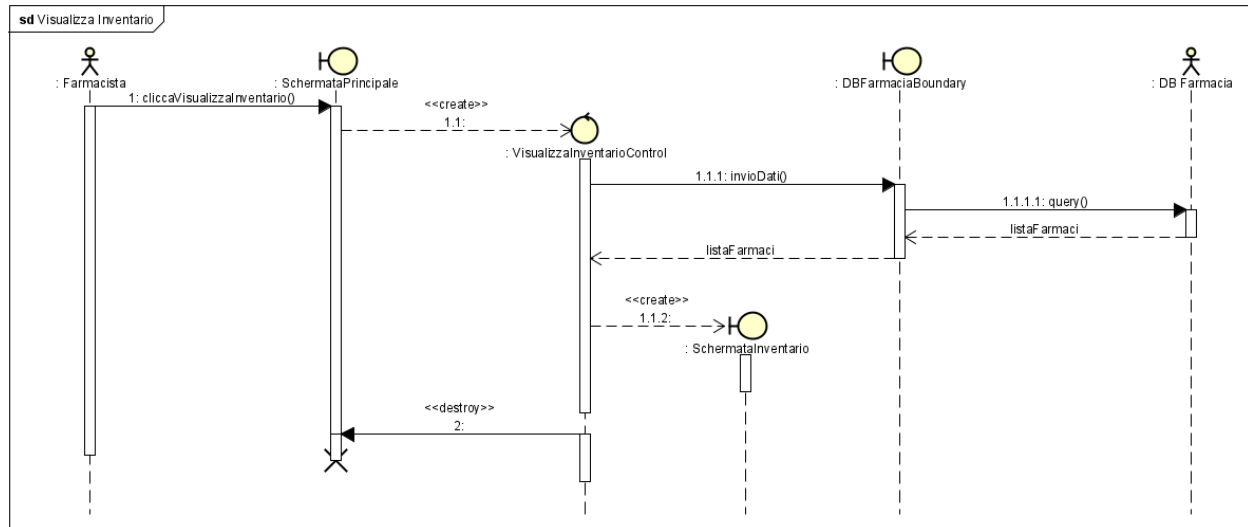 sd Visualizza Inventario
: Farmacista
: SchermataPrincipale
: DBFarmaciaBoundary
: DB Farmacia
1: cliccaVisualizzaInventario()
<<create>>
1.1:
: VisualizzaInventarioControl
1.1.1: invioDati()
1.1.1.1: query()
listaFarmaci
listaFarmaci
<<create>>
1.1.2:
: SchermataInventario
<<destroy>>
2: